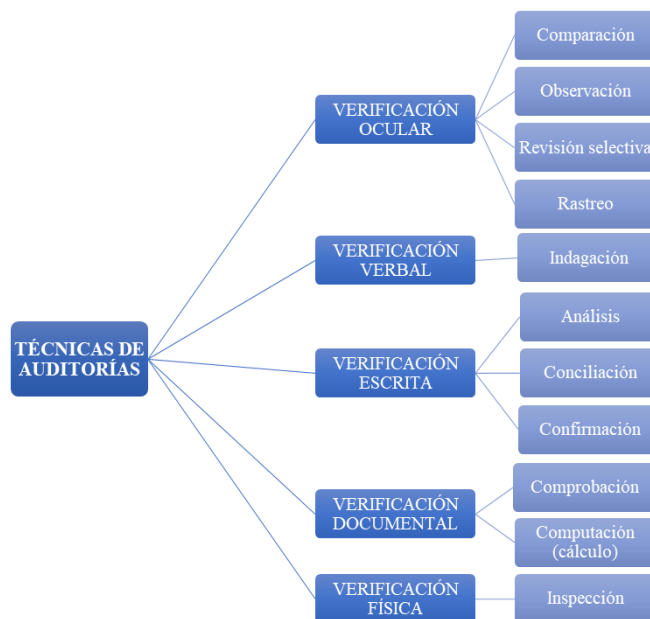 TÉCNICAS DE
AUDITORÍAS
VERIFICACIÓN
OCULAR
Comparación
Observación
Revisión selectiva
Rastreo
VERIFICACIÓN
VERBAL
Indagación
VERIFICACIÓN
ESCRITA
Análisis
Conciliación
Confirmación
VERIFICACIÓN
DOCUMENTAL
Comprobación
Computación
(cálculo)
VERIFICACIÓN
FÍSICA
Inspección